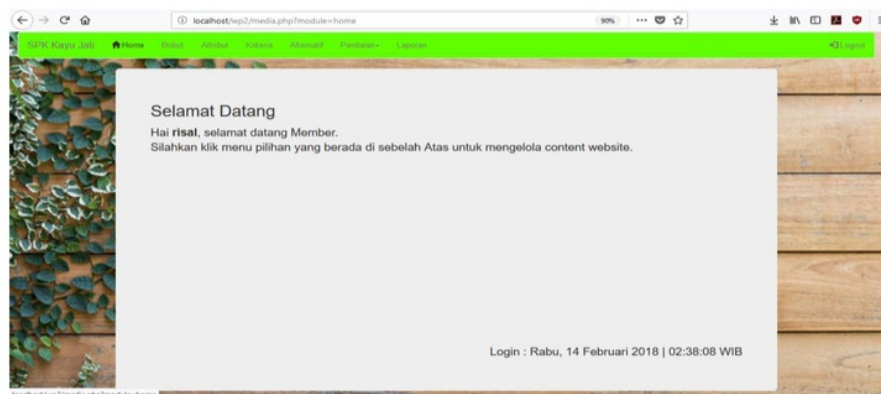 localhost/wp2/media.php?module=home
90%
SPK Kayu Jati Home Bobot Atribut Kriteria Alternatif Penilaian Laporan Logout
Selamat Datang
Hai risal, selamat datang Member.
Silahkan klik menu pilihan yang berada di sebelah Atas untuk mengelola content website.
Login : Rabu, 14 Februari 2018 | 02:38:08 WIB